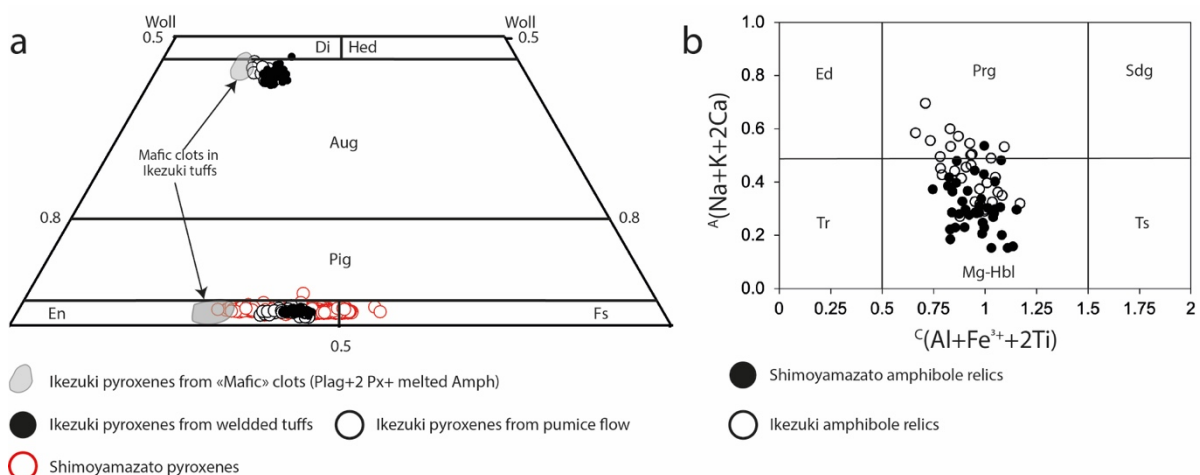 a
Woll
0.5
Woll
0.5
Di
Hed
Mafic clots in
Ikezuki tuffs
Aug
0.8
0.8
Pig
En
Fs
0.5
Ikezuki pyroxenes from «Mafic» clots (Plag+2 Px+ melted Amph)
Ikezuki pyroxenes from weldded tuffs
Ikezuki pyroxenes from pumice flow
Shimoyamazato pyroxenes
b
ᴬ(Na+K+2Ca)
1.0
0.8
0.6
0.4
0.2
0.0
Ed
Prg
Sdg
Tr
Mg-Hbl
Ts
0
0.25
0.5
0.75
1
1.25
1.5
1.75
2
ᶜ(Al+Fe³⁺+2Ti)
Shimoyamazato amphibole relics
Ikezuki amphibole relics